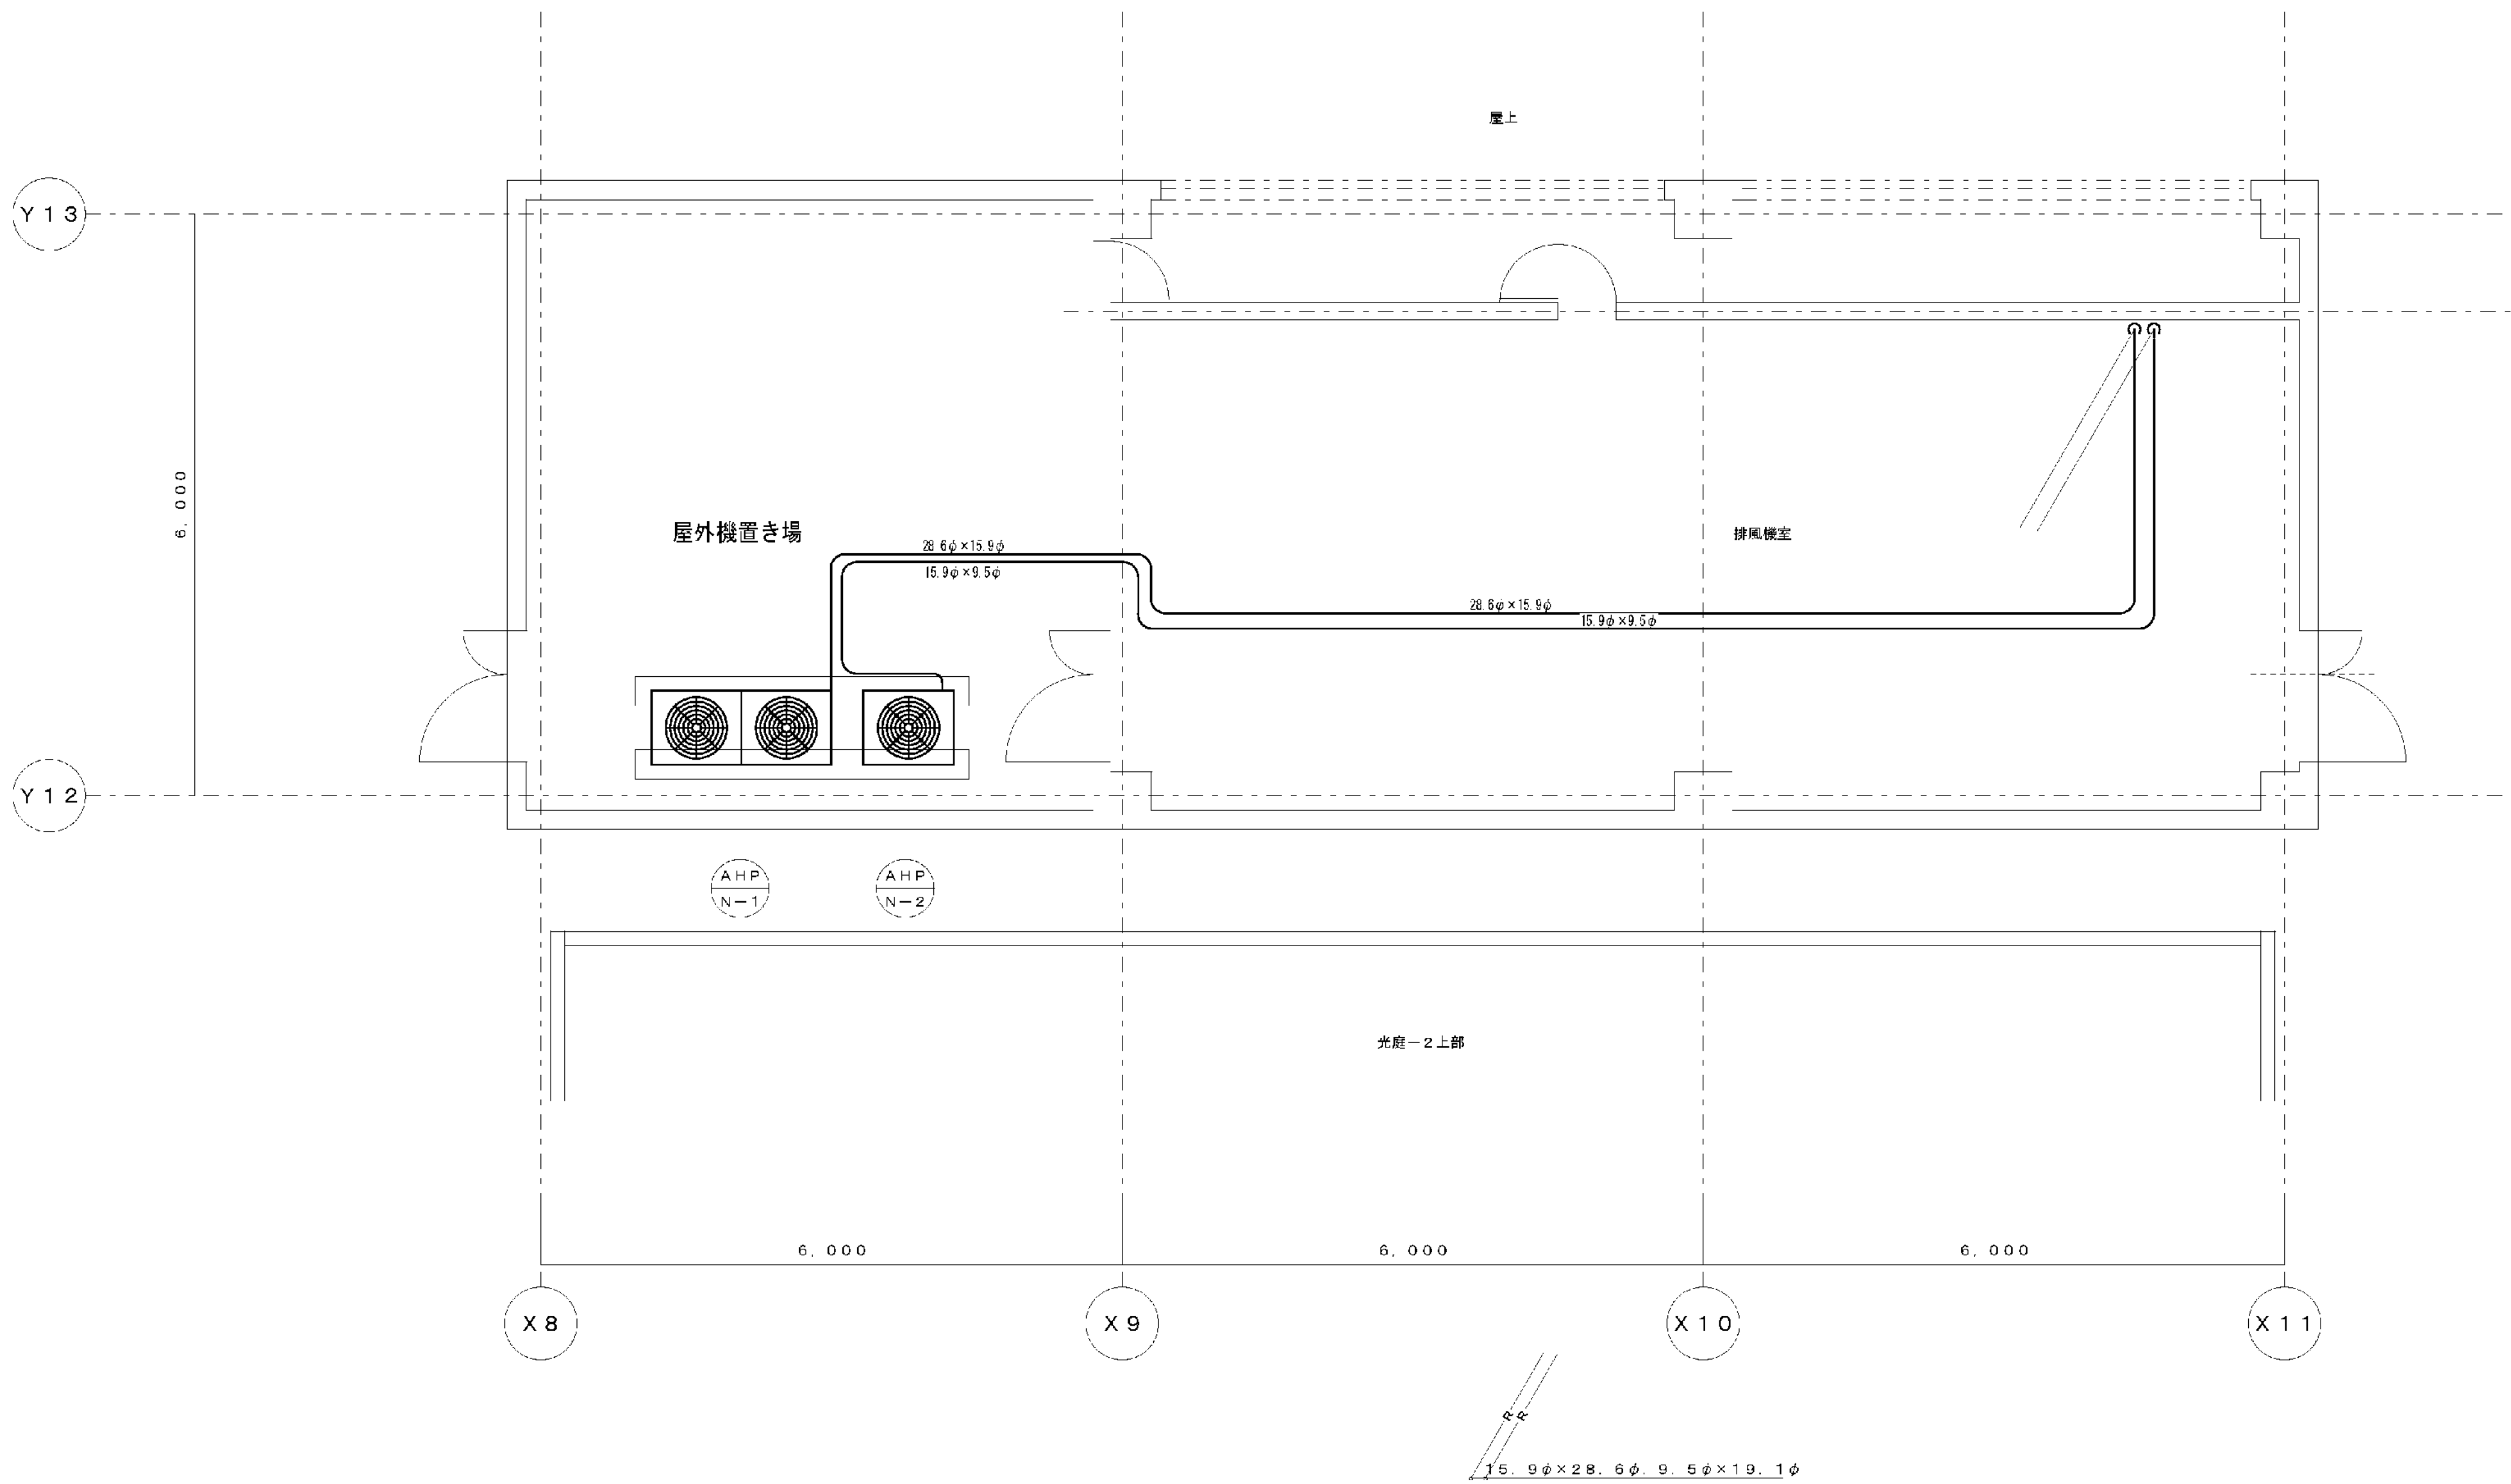 屋上
Y13
6,000
屋外機置き場
28.6φ×15.9φ
15.9φ×9.5φ
排風機室
28.6φ×15.9φ
15.9φ×9.5φ
Y12
AHP
N-1
AHP
N-2
光庭-2上部
6,000
6,000
6,000
X8
X9
X10
X11
R
R
15.9φ×28.6φ.9.5φ×19.1φ